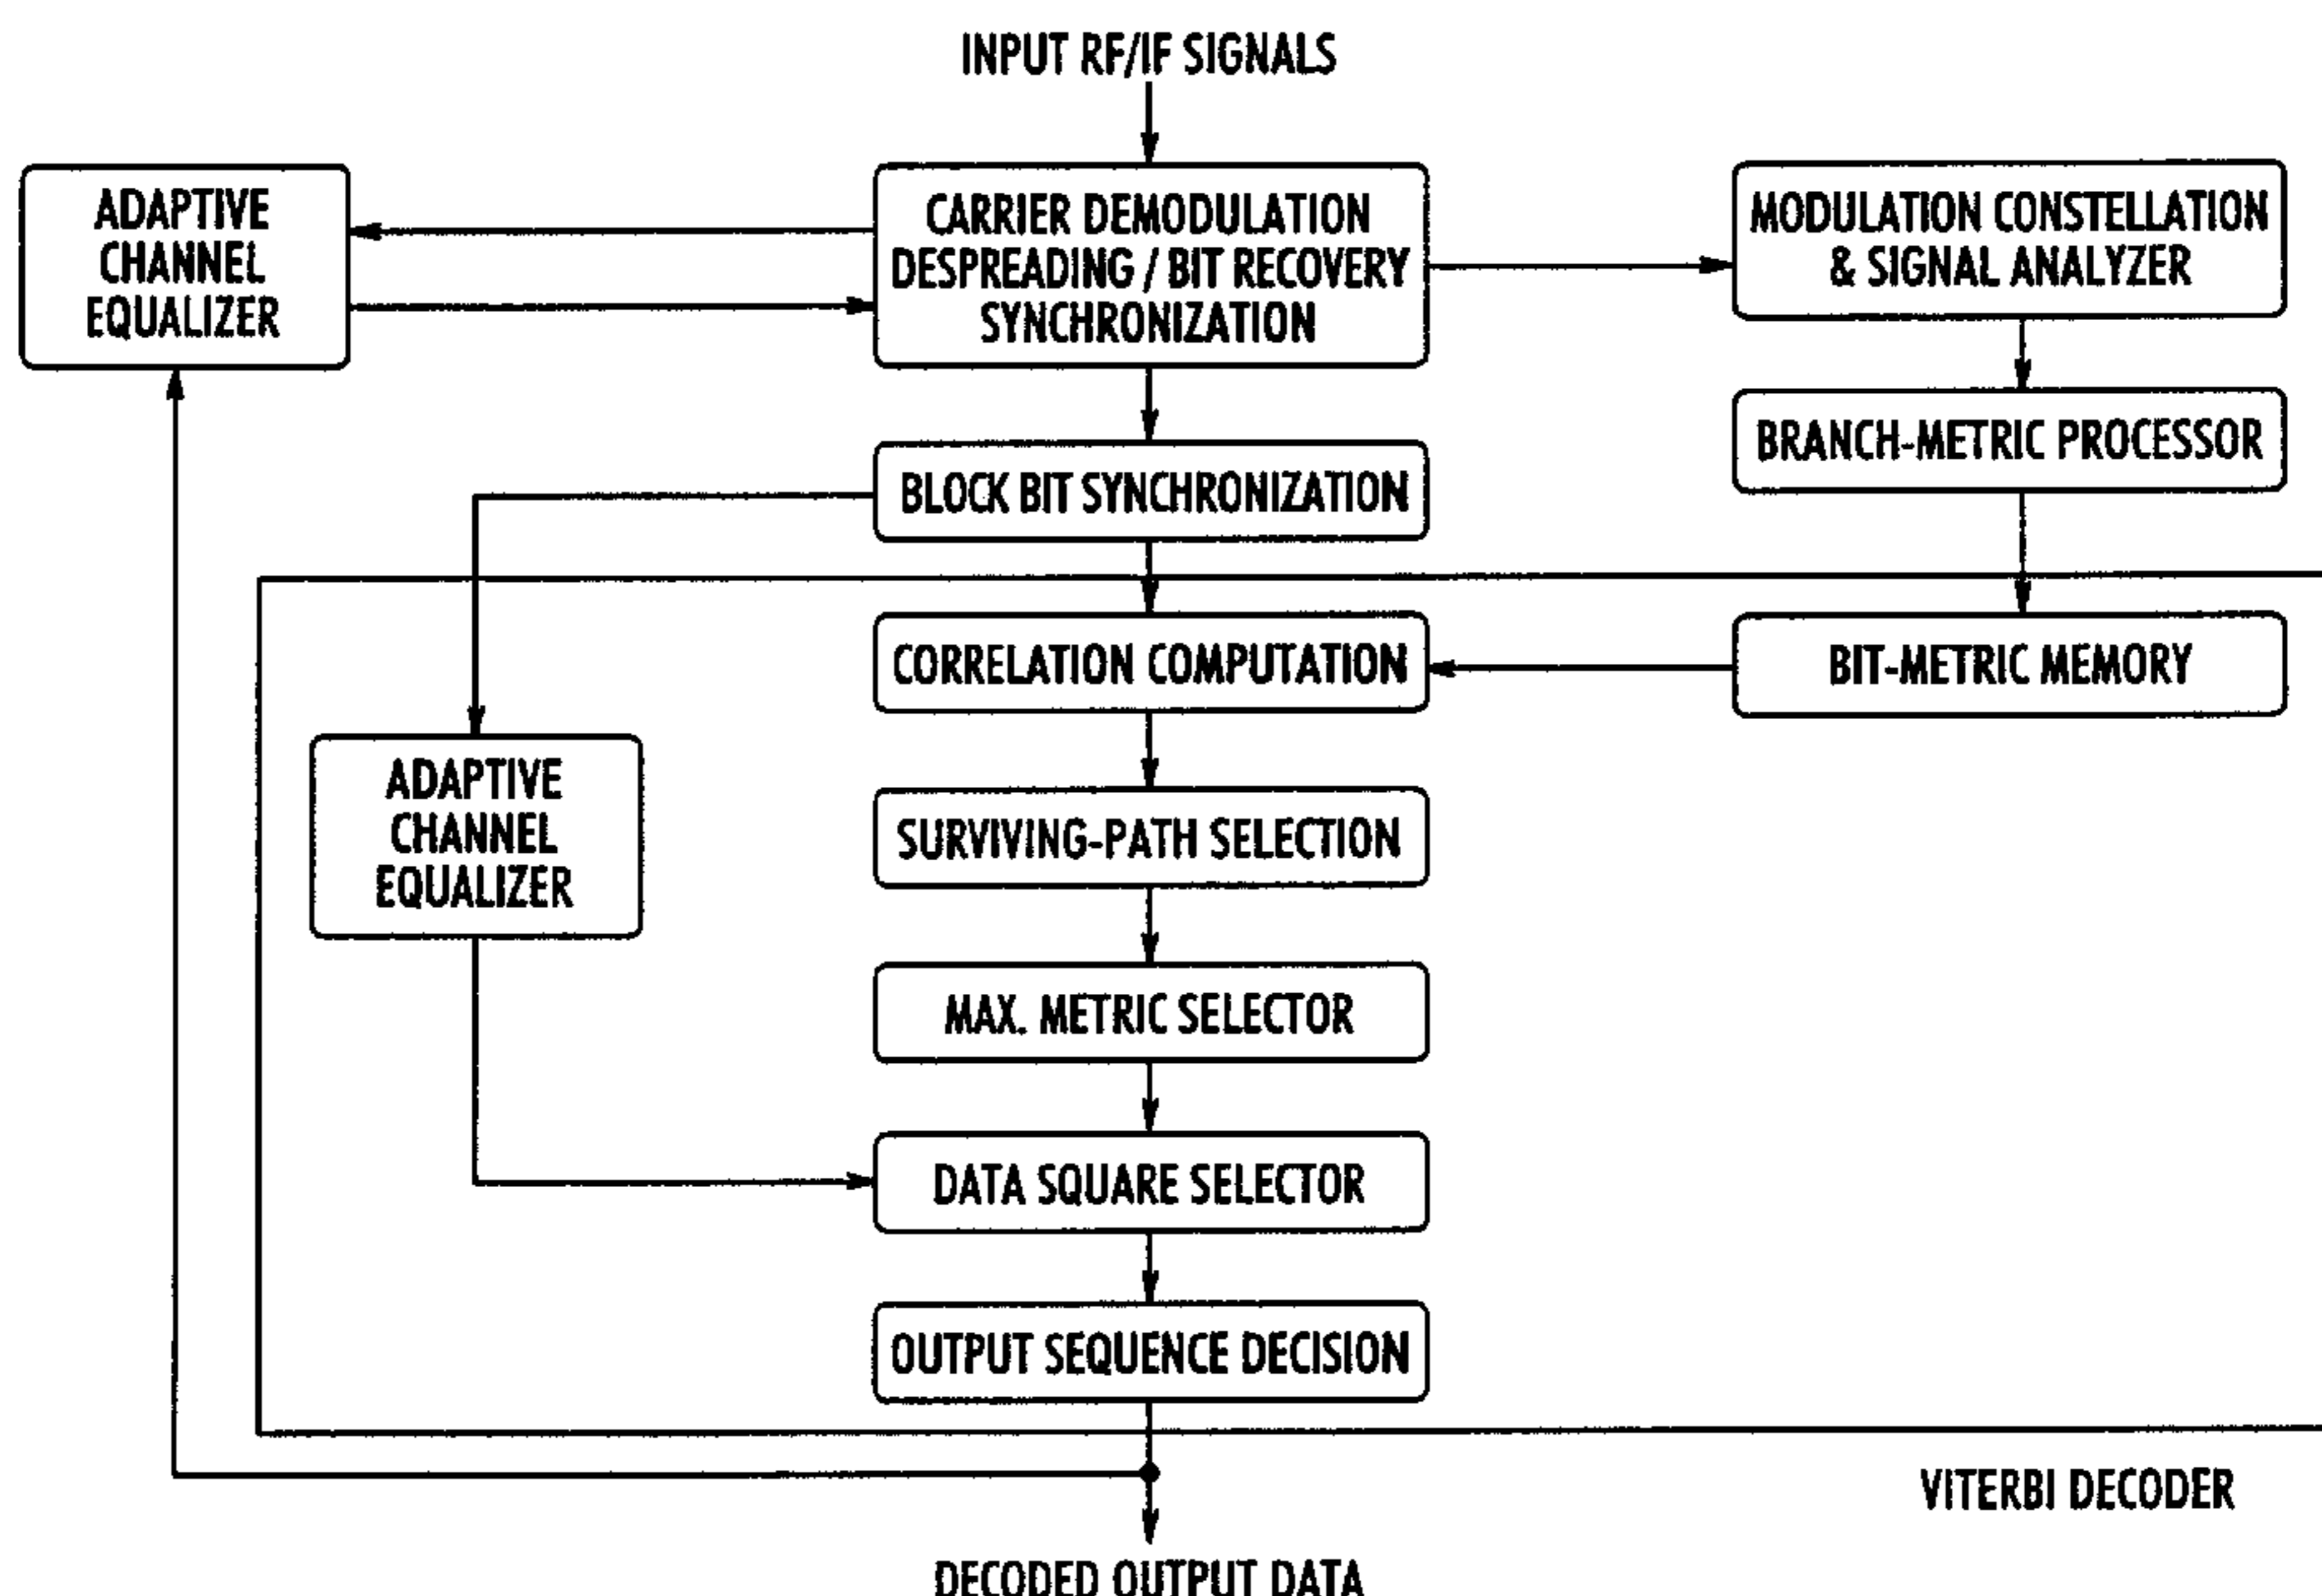 INPUT RF/IF SIGNALS
ADAPTIVE
CHANNEL
EQUALIZER
CARRIER DEMODULATION
DESPREADING / BIT RECOVERY
SYNCHRONIZATION
MODULATION CONSTELLATION
& SIGNAL ANALYZER
BRANCH-METRIC PROCESSOR
BLOCK BIT SYNCHRONIZATION
CORRELATION COMPUTATION
BIT-METRIC MEMORY
ADAPTIVE
CHANNEL
EQUALIZER
SURVIVING-PATH SELECTION
MAX. METRIC SELECTOR
DATA SQUARE SELECTOR
OUTPUT SEQUENCE DECISION
VITERBI DECODER
DECODED OUTPUT DATA